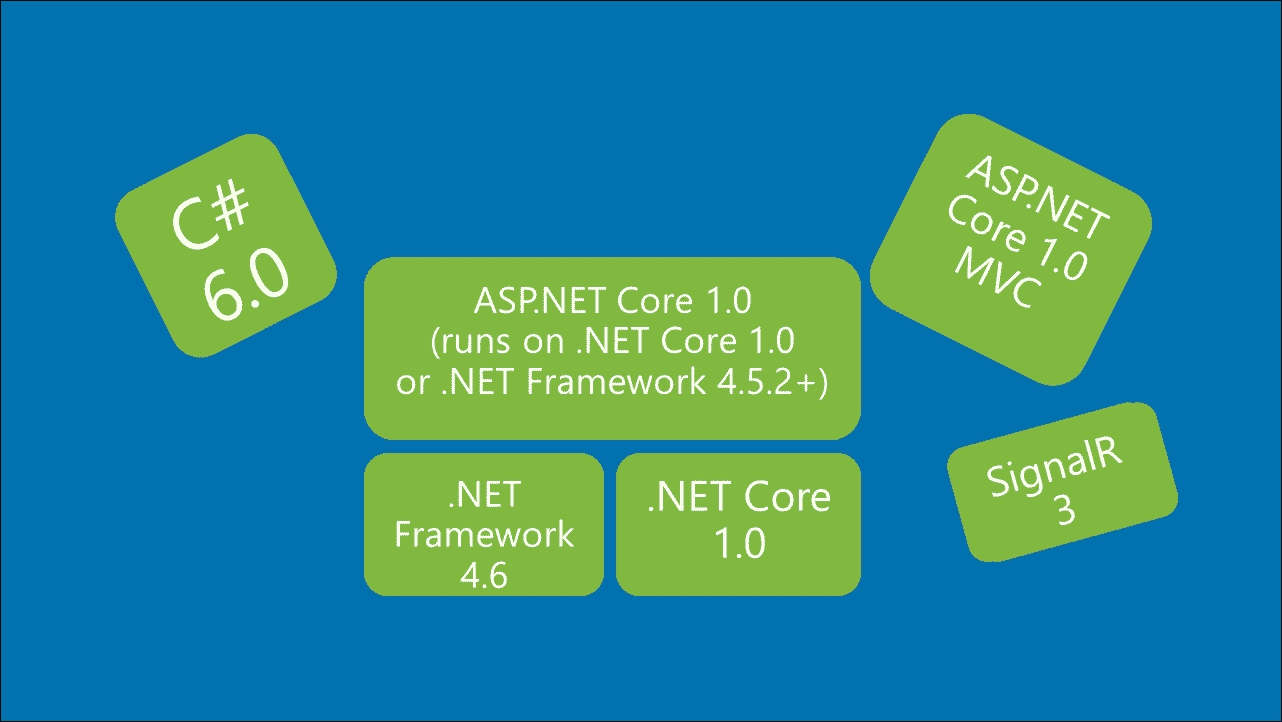 C#
6.0
ASP.NET Core 1.0
(runs on .NET Core 1.0
or .NET Framework 4.5.2+)
.NET
Framework
4.6
.NET Core
1.0
ASP.NET
Core 1.0
MVC
SignalR
3